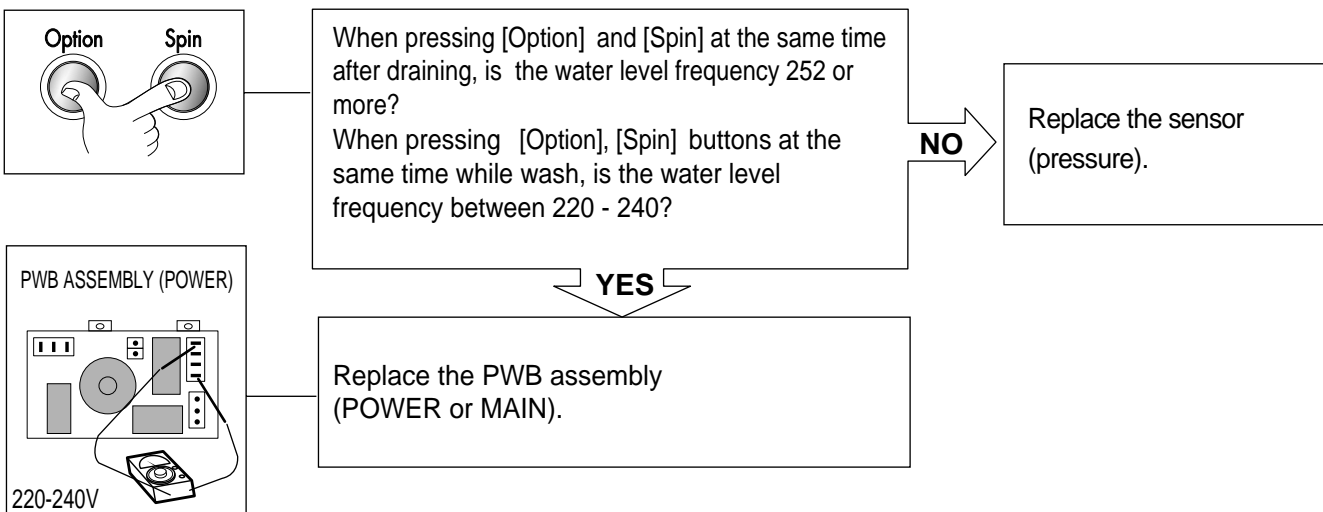 Option Spin
When pressing [Option] and [Spin] at the same time
after draining, is the water level frequency 252 or
more?
When pressing [Option], [Spin] buttons at the
same time while wash, is the water level
frequency between 220 - 240?
NO
Replace the sensor
(pressure).
YES
PWB ASSEMBLY (POWER)
220-240V
Replace the PWB assembly
(POWER or MAIN).